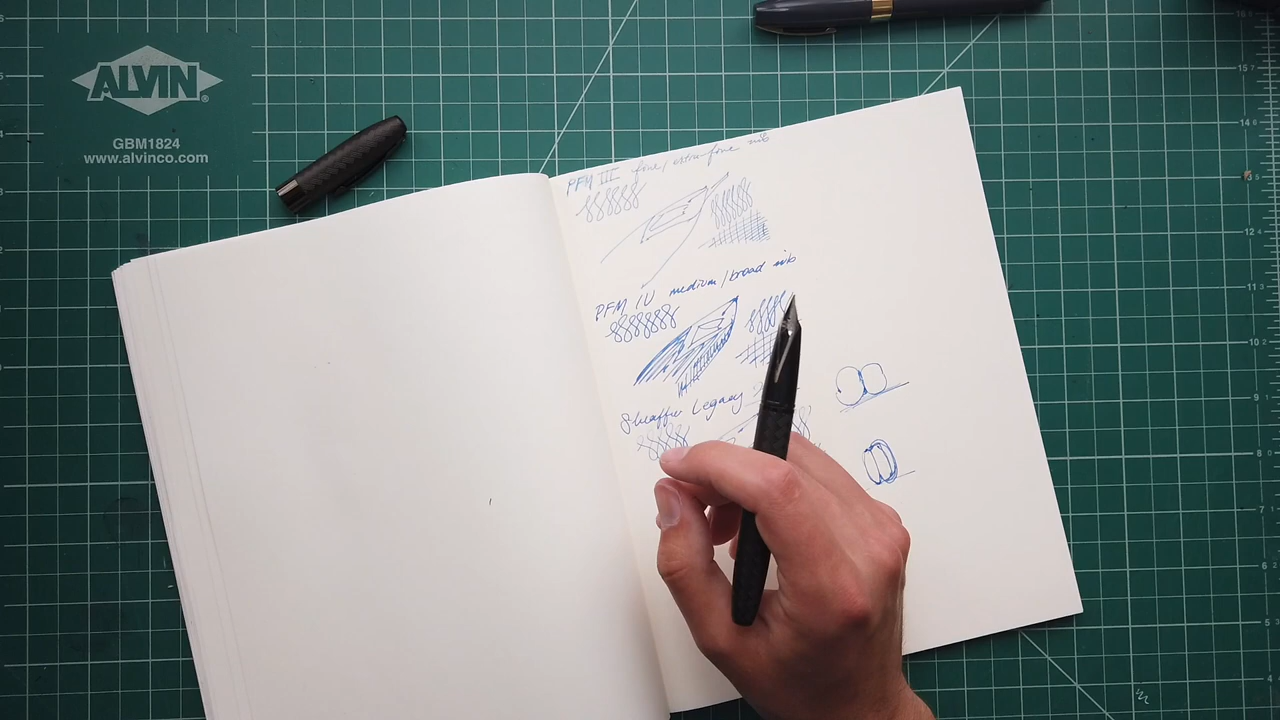 ALVIN®
GBM1824
www.alvinco.com
PFM III fine/extra-fine nib
PFM IV medium/broad nib
Sheaffer Legacy